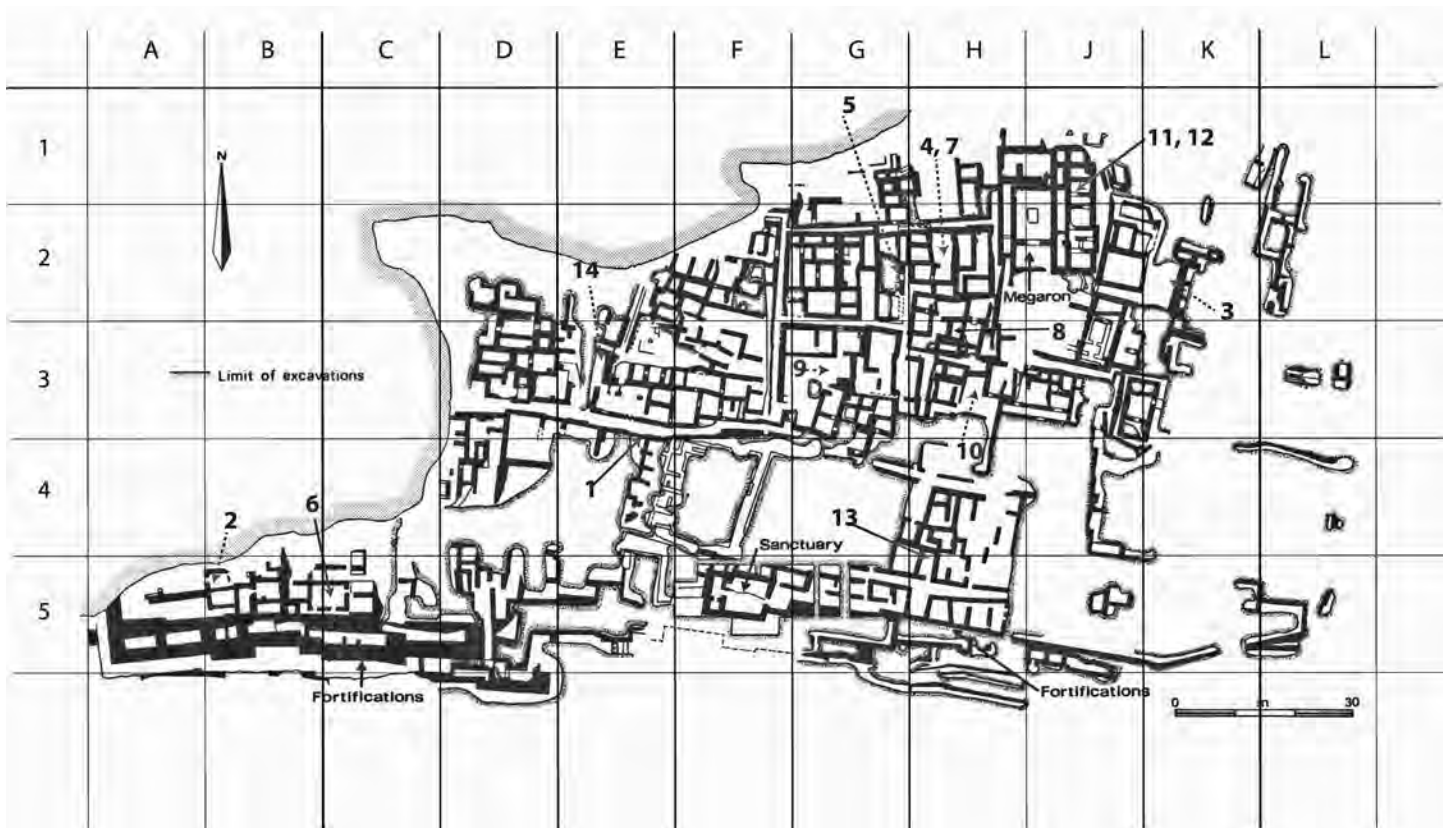 A B C D E F G H J K L
1
5
4, 7
11, 12
N
2
14
Megaron
3
8
3
Limit of excavations
9
10
4
1
2
6
13
Sanctuary
5
Fortifications
Fortifications
0 m 30